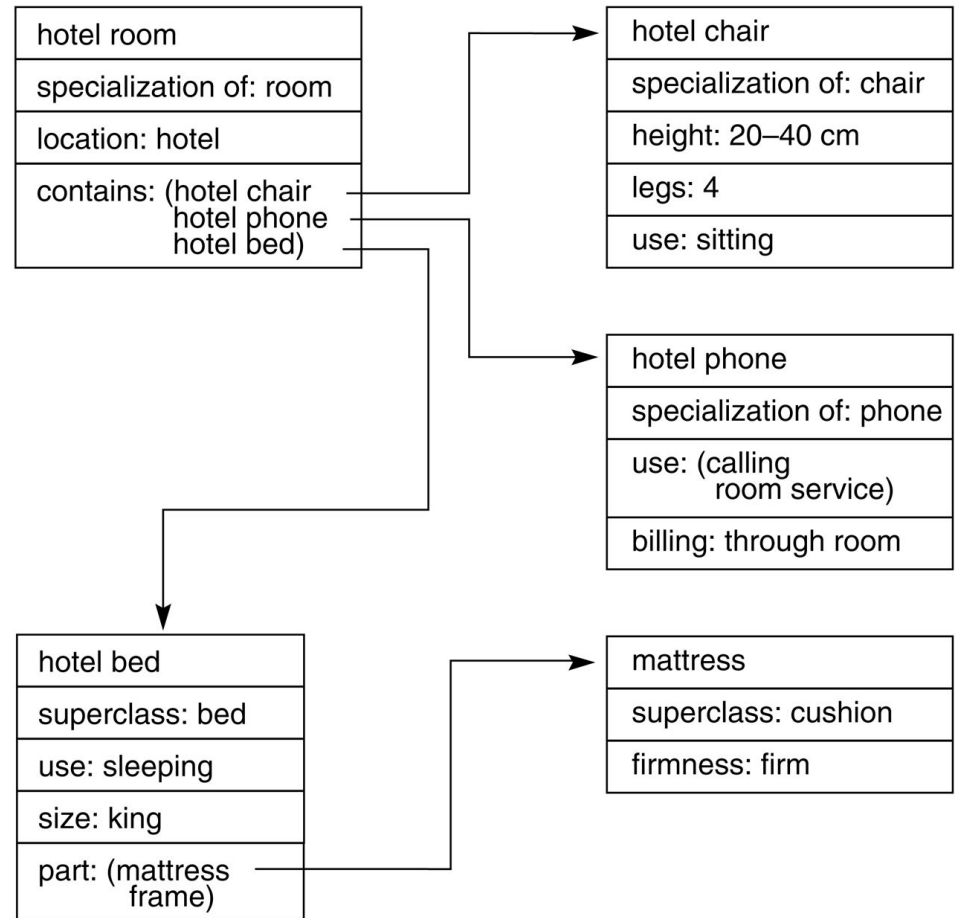 hotel room
specialization of: room
location: hotel
contains: (hotel chair
hotel phone
hotel bed)
hotel chair
specialization of: chair
height: 20–40 cm
legs: 4
use: sitting
hotel phone
specialization of: phone
use: (calling
room service)
billing: through room
hotel bed
superclass: bed
use: sleeping
size: king
part: (mattress
frame)
mattress
superclass: cushion
firmness: firm